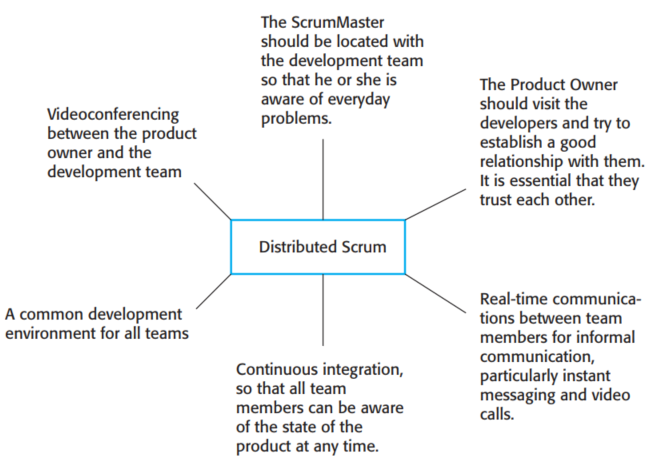 The ScrumMaster
should be located with
the development team
so that he or she is
aware of everyday
problems.
Videoconferencing
between the product
owner and the
development team
The Product Owner
should visit the
developers and try to
establish a good
relationship with them.
It is essential that they
trust each other.
Distributed Scrum
A common development
environment for all teams
Real-time communica-
tions between team
members for informal
communication,
particularly instant
messaging and video
calls.
Continuous integration,
so that all team
members can be aware
of the state of the
product at any time.